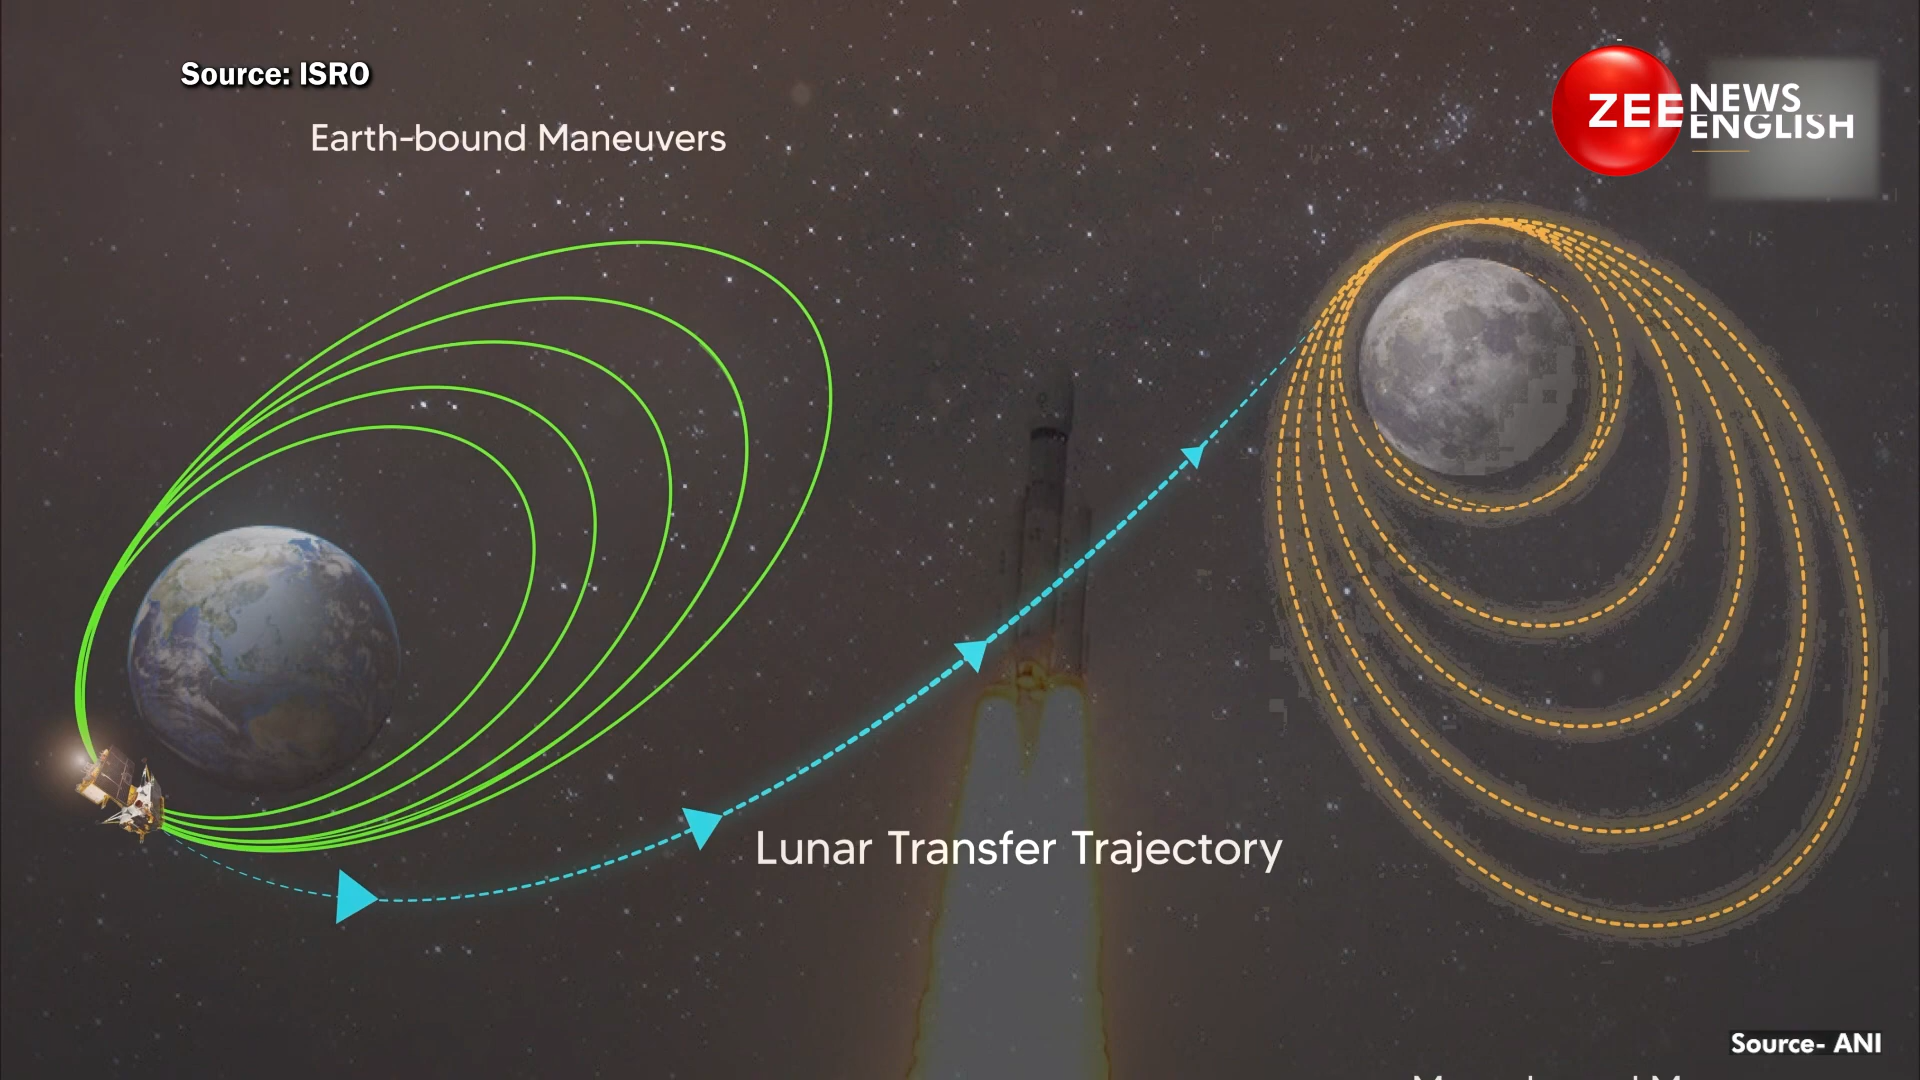 Source: ISRO
Earth-bound Maneuvers
ZEE NEWS
ENGLISH
Lunar Transfer Trajectory
Source- ANI